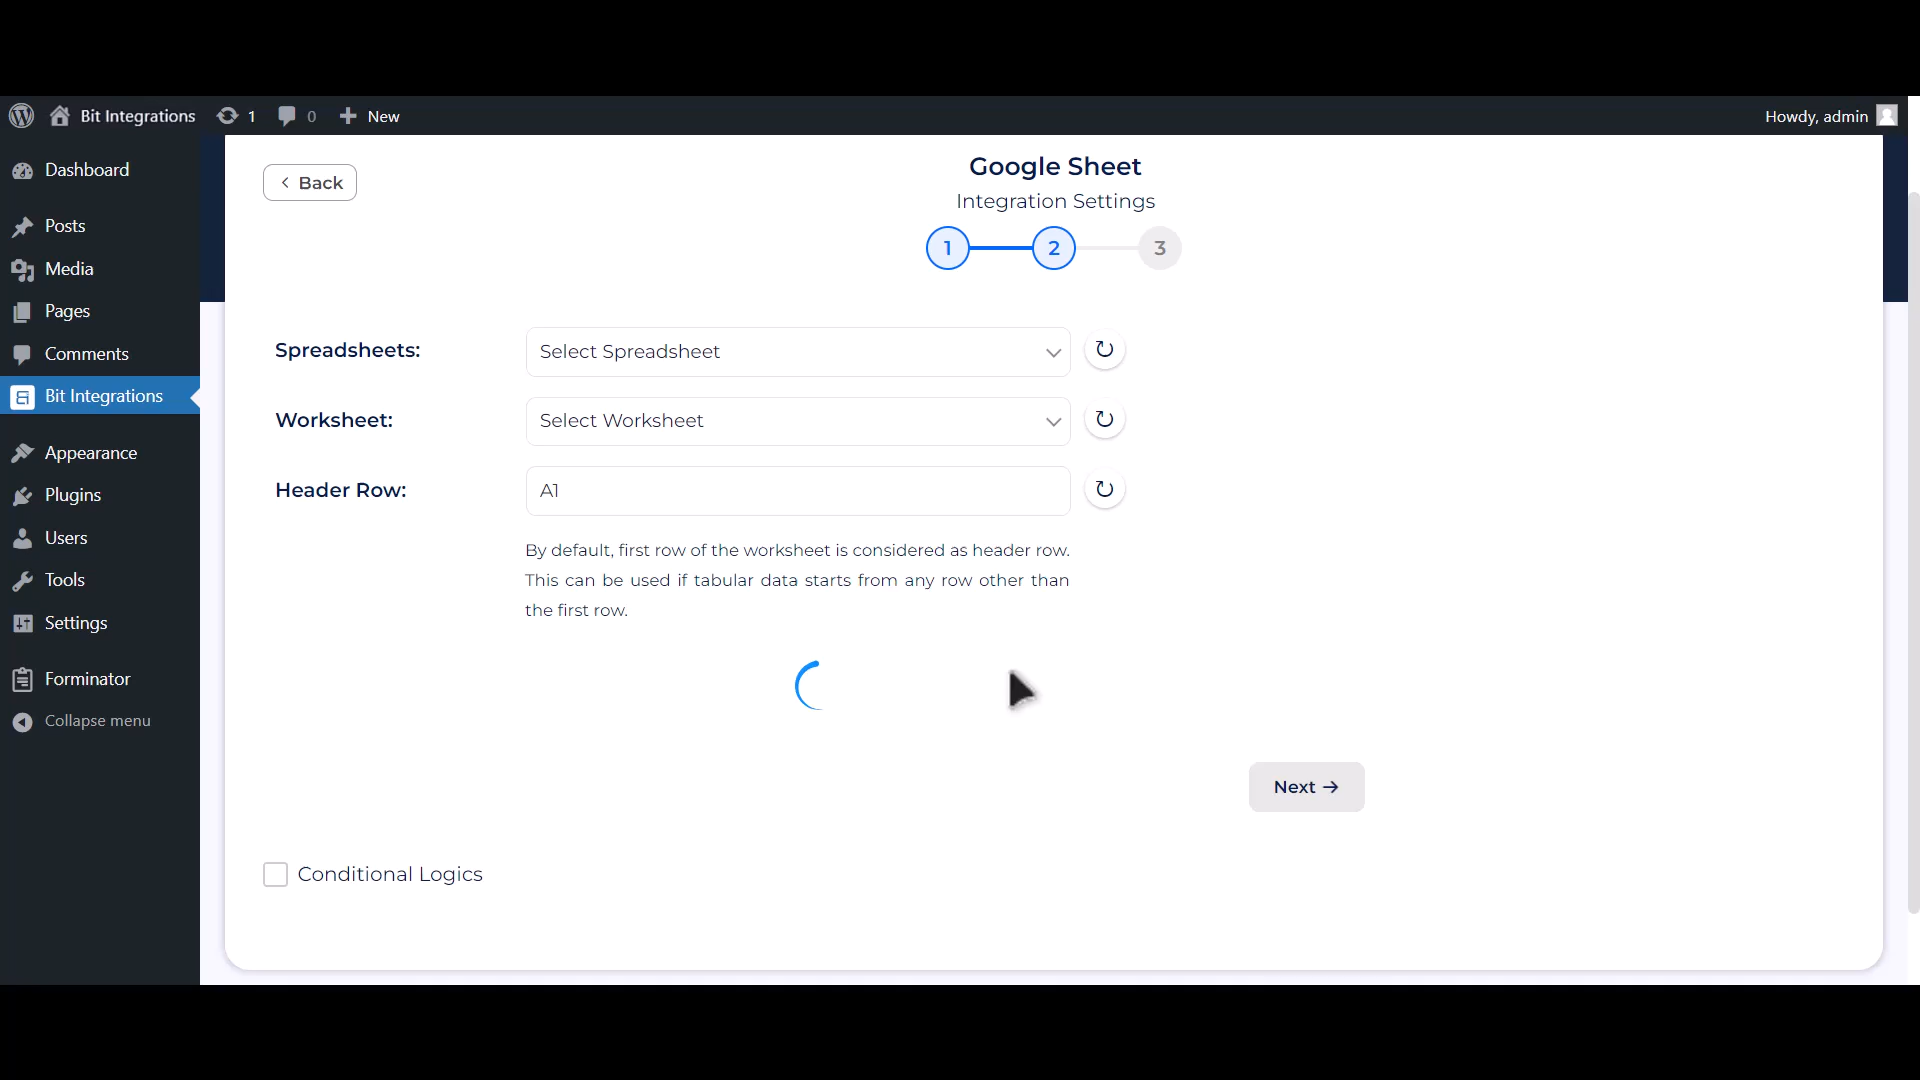 Bit Integrations 1 0 New Howdy, admin
Dashboard
Posts
Media
Pages
Comments
Bit Integrations
Appearance
Plugins
Users
Tools
Settings
Forminator
Collapse menu
Back
Google Sheet
Integration Settings
1 2 3
Spreadsheets: Select Spreadsheet
Worksheet: Select Worksheet
Header Row: A1
By default, first row of the worksheet is considered as header row.
This can be used if tabular data starts from any row other than
the first row.
Next
Conditional Logics